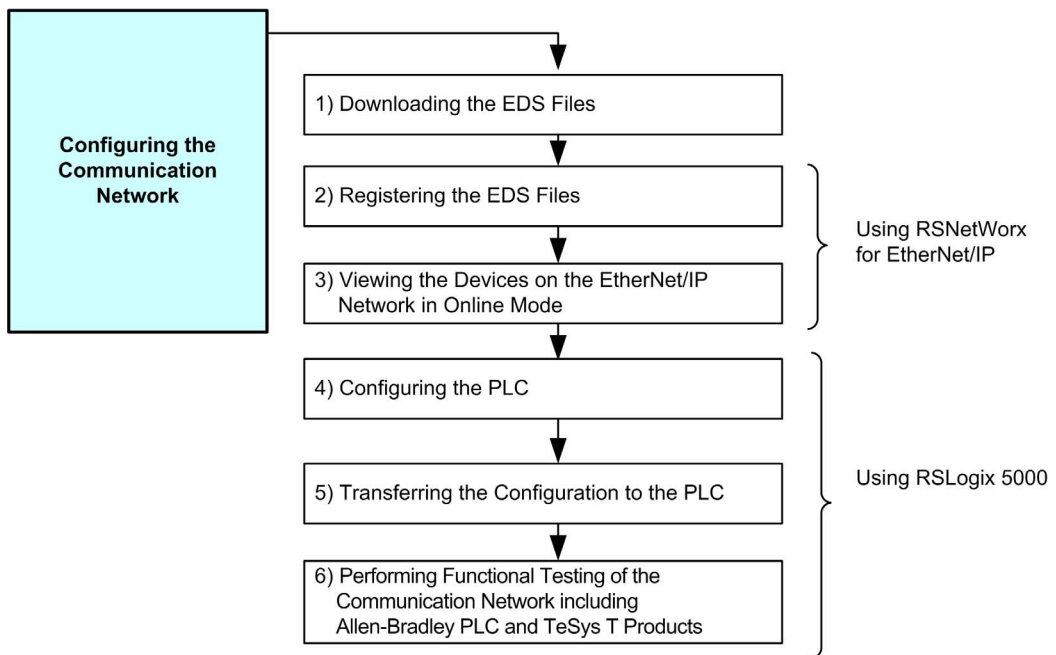 Configuring the
Communication
Network
1) Downloading the EDS Files
2) Registering the EDS Files
3) Viewing the Devices on the EtherNet/IP
Network in Online Mode
Using RSNetWorx
for EtherNet/IP
4) Configuring the PLC
5) Transferring the Configuration to the PLC
6) Performing Functional Testing of the
Communication Network including
Allen-Bradley PLC and TeSys T Products
Using RSLogix 5000